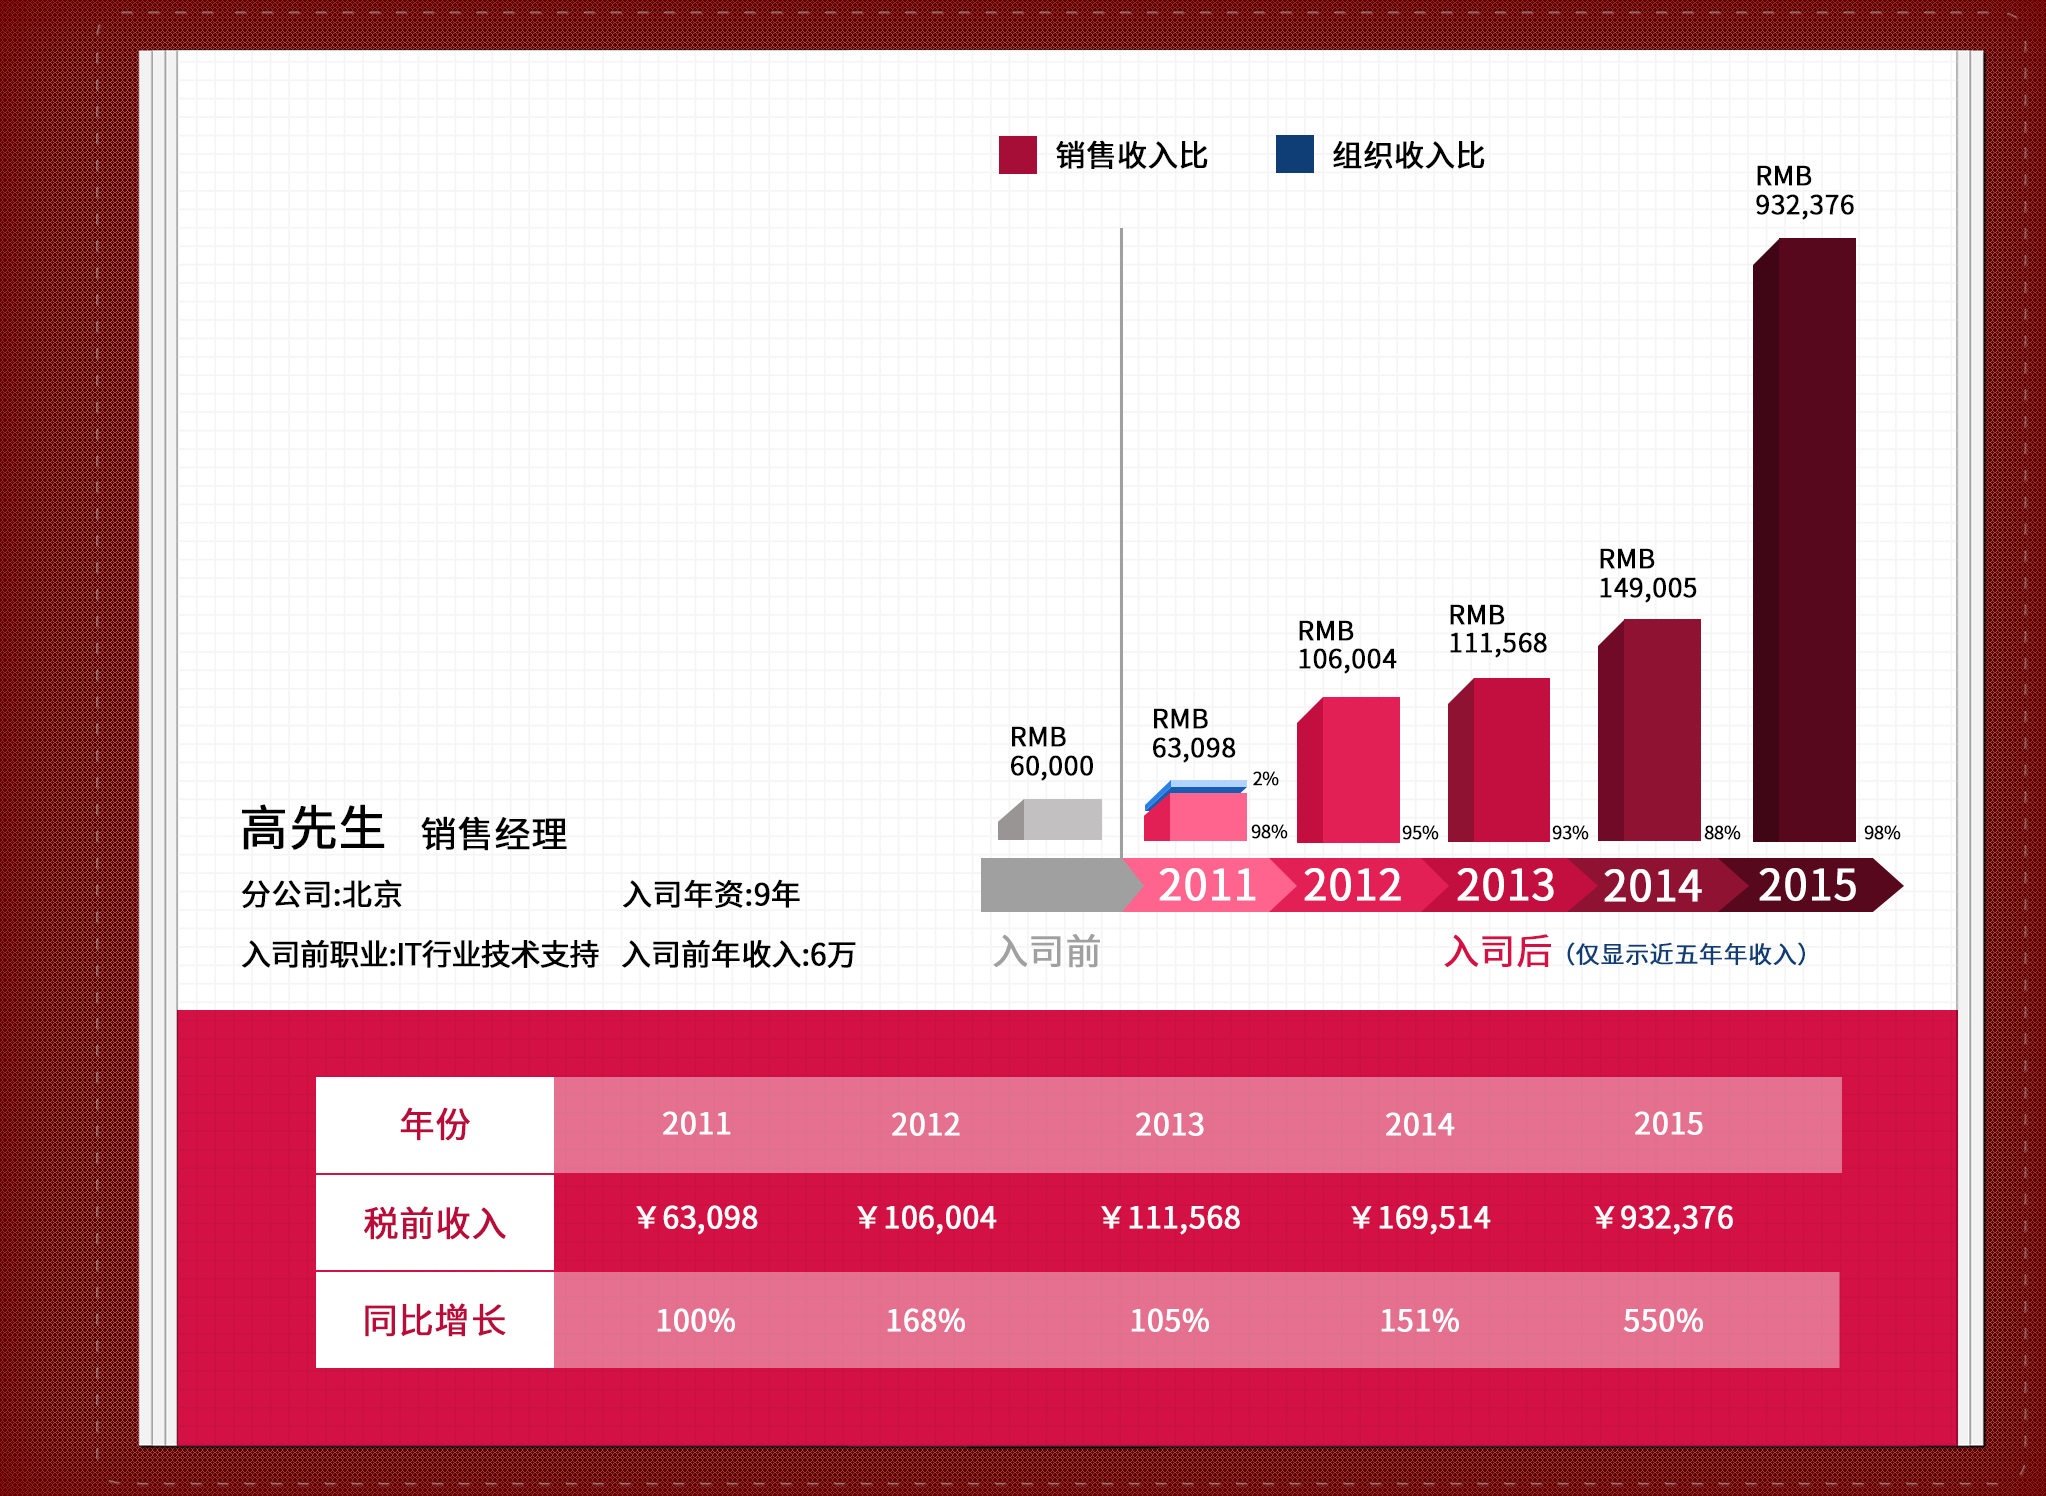 销售收入比
组织收入比
RMB
932,376
RMB
149,005
RMB
111,568
RMB
106,004
RMB
63,098
RMB
60,000
2%
98%
95%
93%
88%
98%
高先生 销售经理
分公司:北京
入司年资:9年
入司前职业:IT行业技术支持
入司前年收入:6万
2011
2012
2013
2014
2015
入司前
入司后（仅显示近五年年收入）
年份 2011 2012 2013 2014 2015
税前收入 ￥63,098 ￥106,004 ￥111,568 ￥169,514 ￥932,376
同比增长 100% 168% 105% 151% 550%